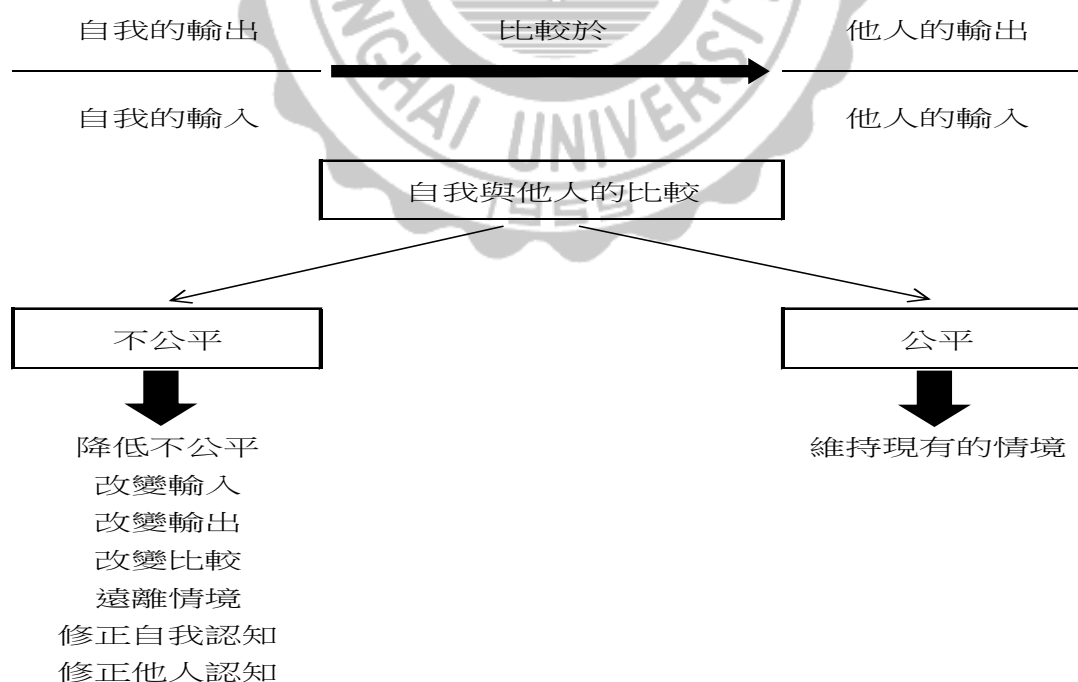 自我的輸出 比較於 他人的輸出
自我的輸入 他人的輸入
NGHAI UNIVERSI
自我與他人的比較
1955
不公平 公平
降低不公平 維持現有的情境
改變輸入
改變輸出
改變比較
遠離情境
修正自我認知
修正他人認知